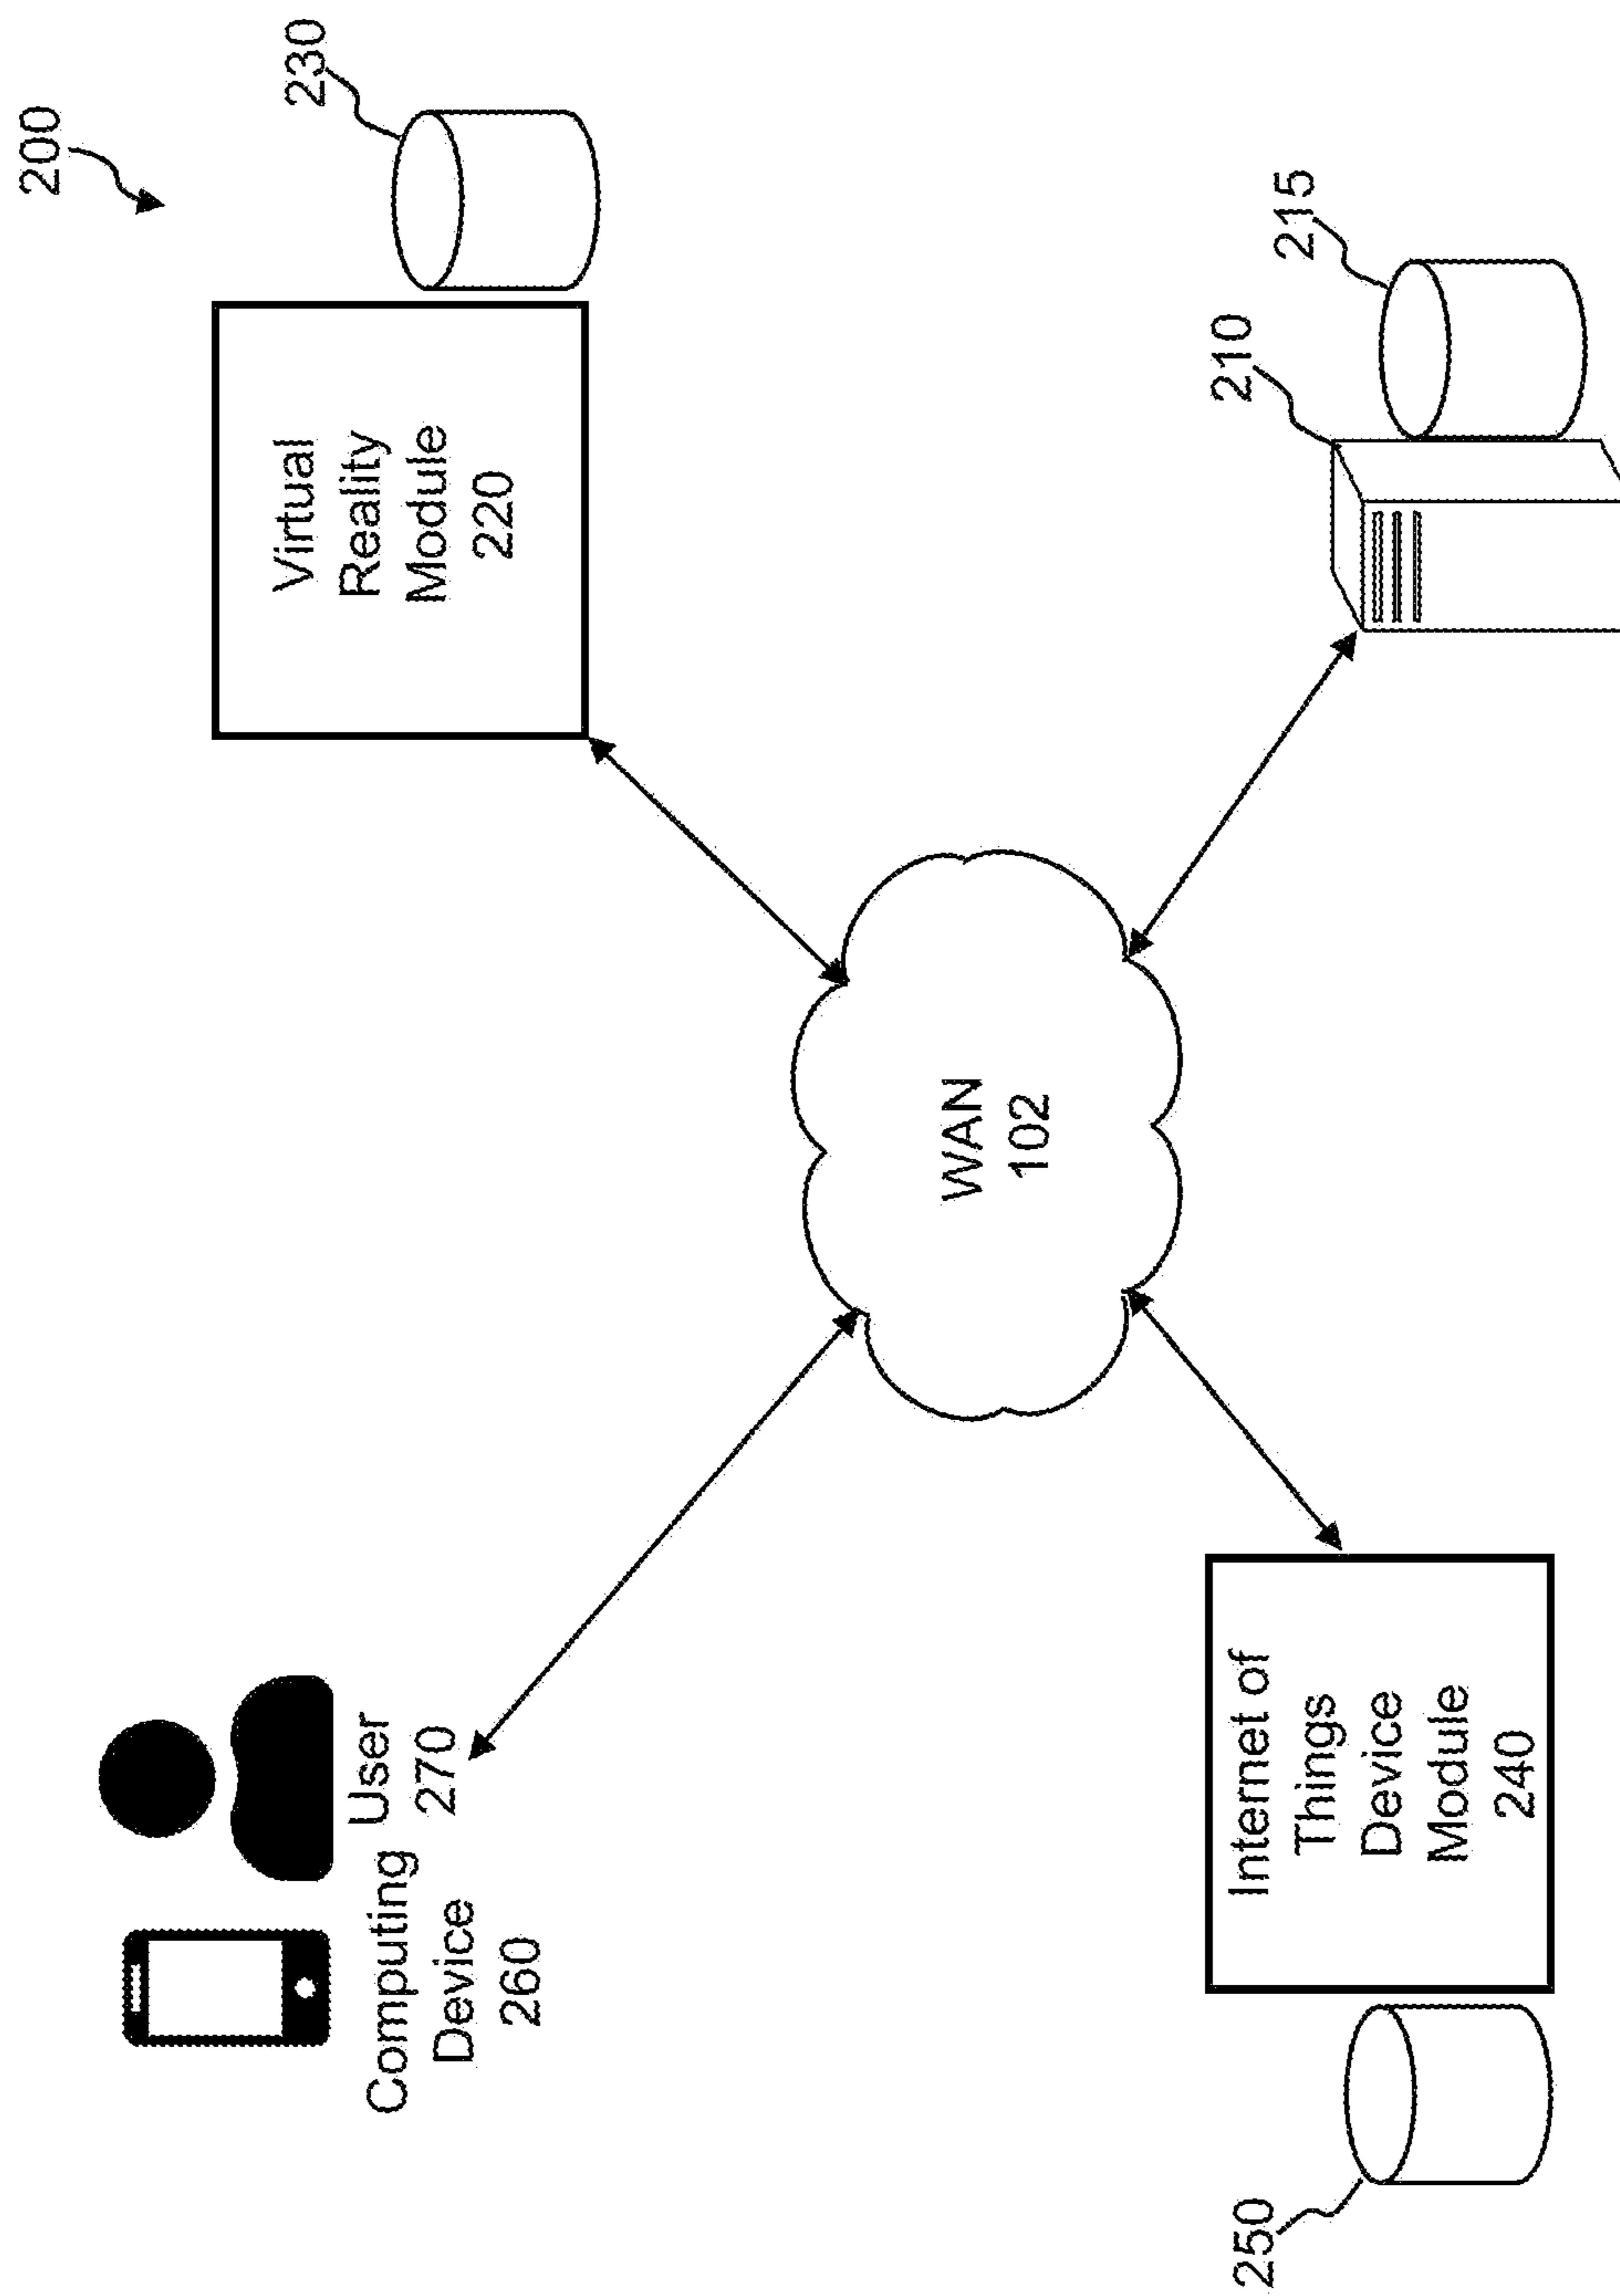 200
230
Virtual
Reality
Module
220
215
210
User
270
Computing
Device
260
WAN
102
Internet of
Things
Device
Module
240
250